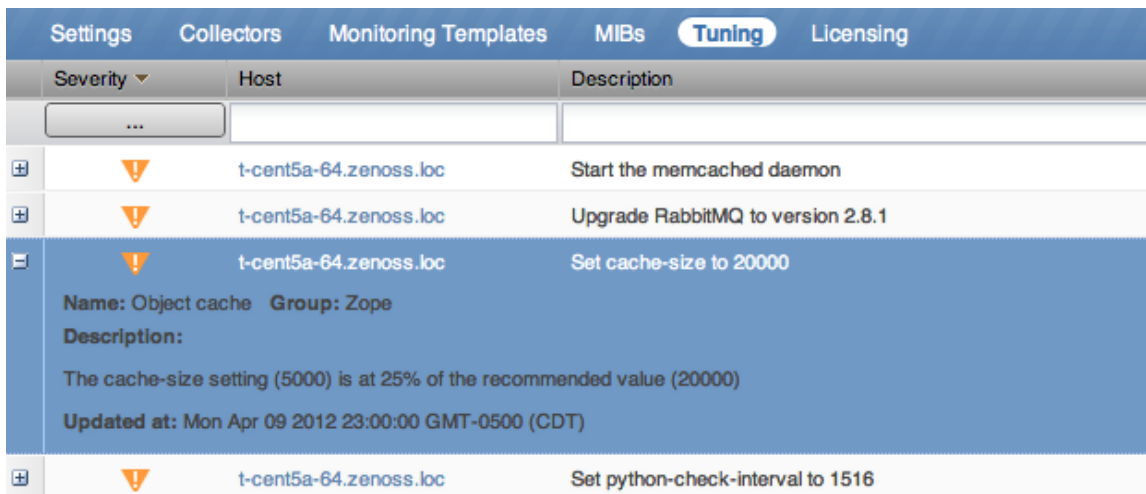 Settings Collectors Monitoring Templates MIBs Tuning Licensing
Severity Host Description
...
t-cent5a-64.zenoss.loc Start the memcached daemon
t-cent5a-64.zenoss.loc Upgrade RabbitMQ to version 2.8.1
t-cent5a-64.zenoss.loc Set cache-size to 20000
Name: Object cache Group: Zope
Description:
The cache-size setting (5000) is at 25% of the recommended value (20000)
Updated at: Mon Apr 09 2012 23:00:00 GMT-0500 (CDT)
t-cent5a-64.zenoss.loc Set python-check-interval to 1516